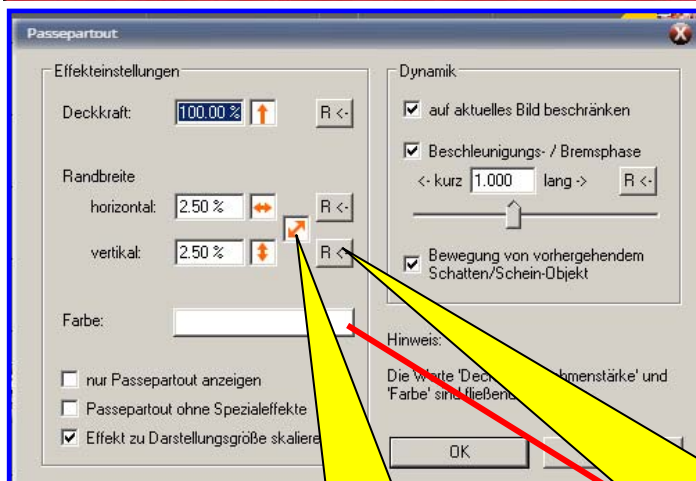 Passepartout
Effekteinstellungen
Deckkraft: 100.00 % R <-
Randbreite
horizontal: 2.50 % R <-
vertikal: 2.50 % R <-
Farbe:
nur Passepartout anzeigen
Passepartout ohne Spezialeffekte
Effekt zu Darstellungsgröße skaliere
Dynamik
auf aktuelles Bild beschränken
Beschleunigungs- / Bremsphase
<- kurz 1.000 lang -> R <-
Bewegung von vorhergehendem
Schatten/Schein-Objekt
Hinweis:
Die Werte 'Deck hmenstärke' und
'Farbe' sind fließend
OK